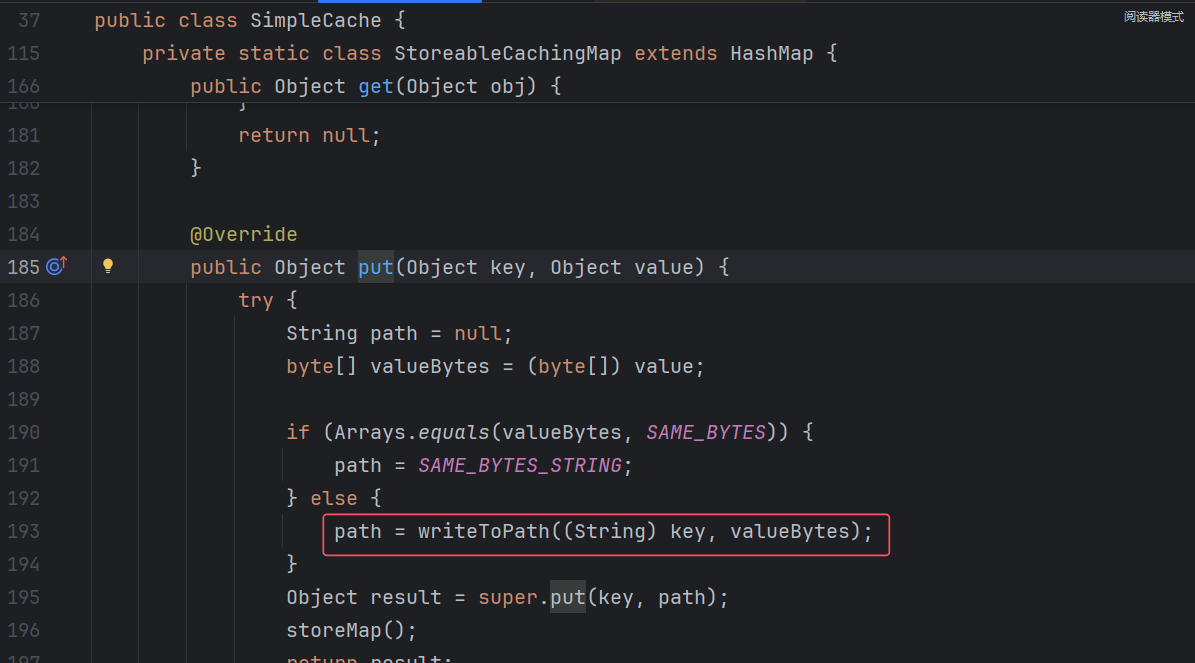 阅读器模式
37 public class SimpleCache {
115 private static class StoreableCachingMap extends HashMap {
166 public Object get(Object obj) {
180 }
181 return null;
182 }
183
184 @Override
185 public Object put(Object key, Object value) {
186 try {
187 String path = null;
188 byte[] valueBytes = (byte[]) value;
189
190 if (Arrays.equals(valueBytes, SAME_BYTES)) {
191 path = SAME_BYTES_STRING;
192 } else {
193 path = writeToPath((String) key, valueBytes);
194 }
195 Object result = super.put(key, path);
196 storeMap();
197 return result;